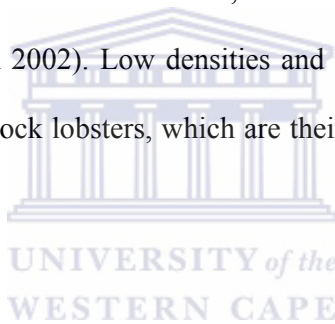 2002). Low densities and
ock lobsters, which are thei
UNIVERSITY of the
WESTERN CAPE